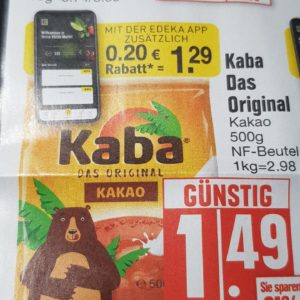 MIT DER EDEKA APP
ZUSÄTZLICH
0.20 €
Rabatt* = 1.29
Kaba
Das
Original
Kakao
500g
NF-Beutel
1kg=2.98
Kaba
DAS ORIGINAL
KAKAO
GÜNSTIG
1.49
Sie sparen